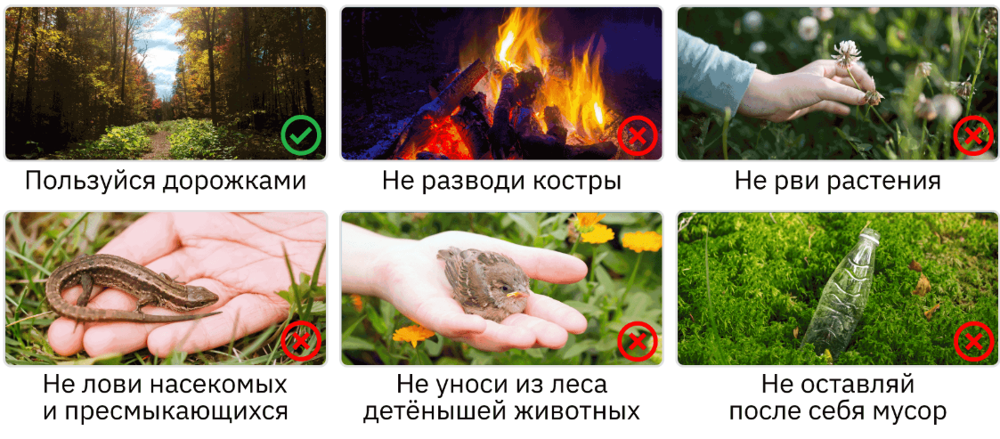 Пользуйся дорожками
Не разводи костры
Не рви растения
Не лови насекомых
и пресмыкающихся
Не уноси из леса
детёнышей животных
Не оставляй
после себя мусор